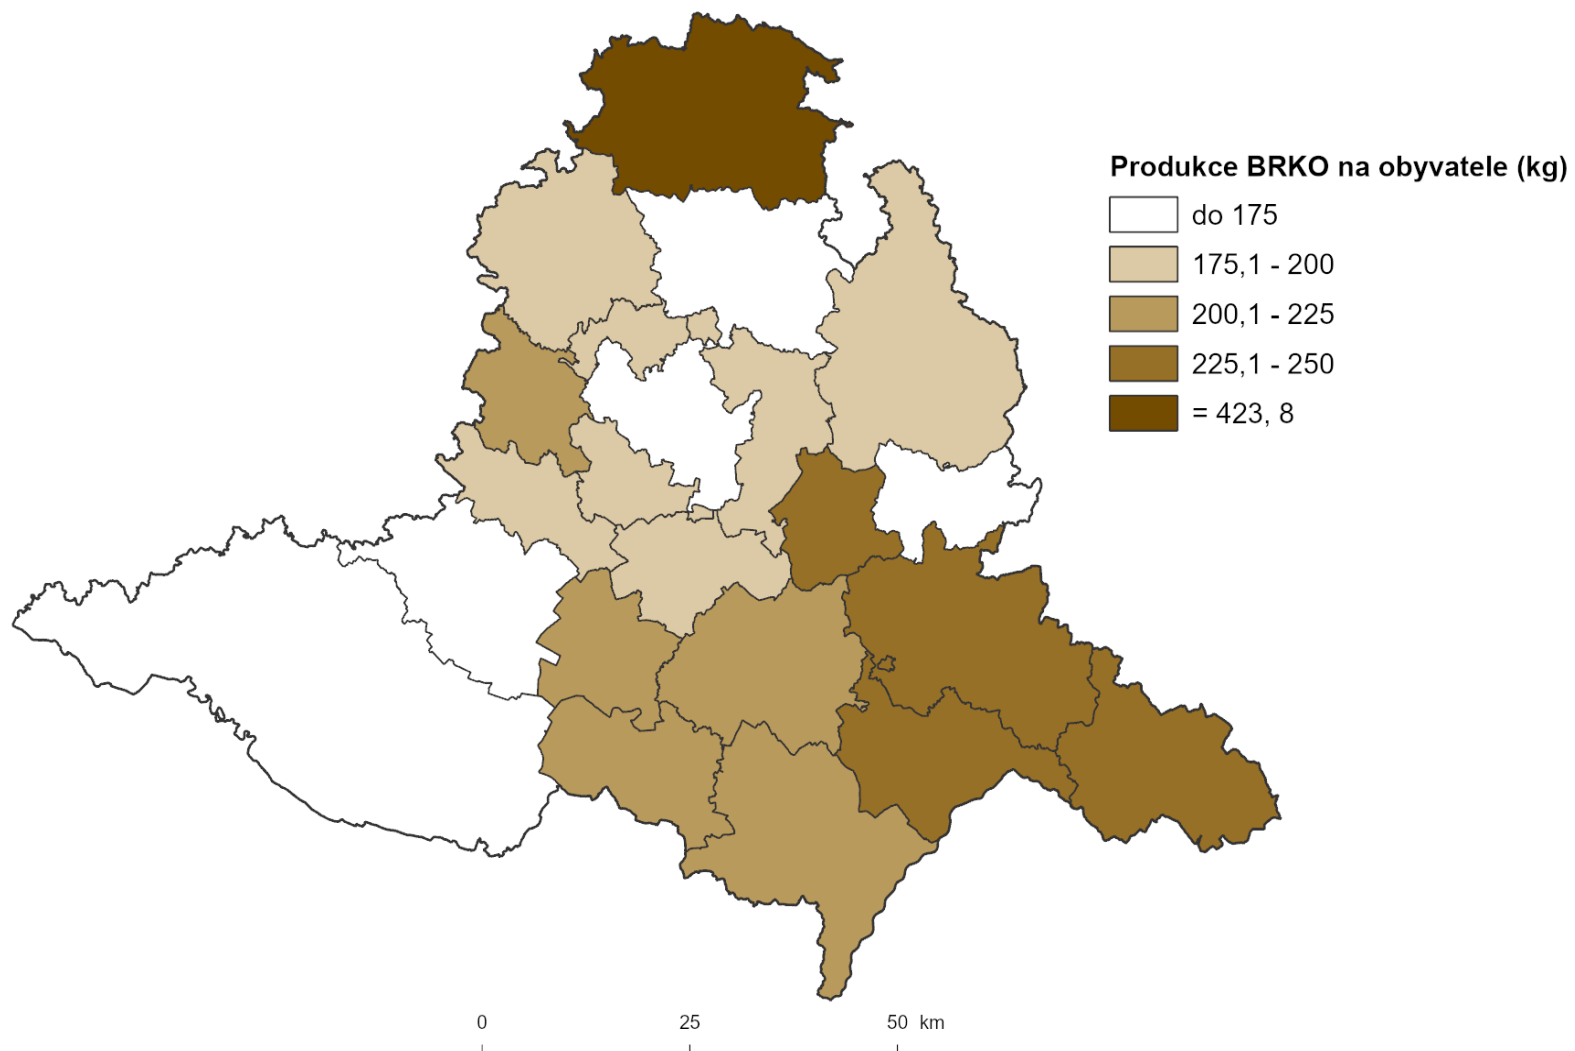 Produkce BRKO na obyvatele (kg)
do 175
175,1 - 200
200,1 - 225
225,1 - 250
= 423, 8
0 25 50 km